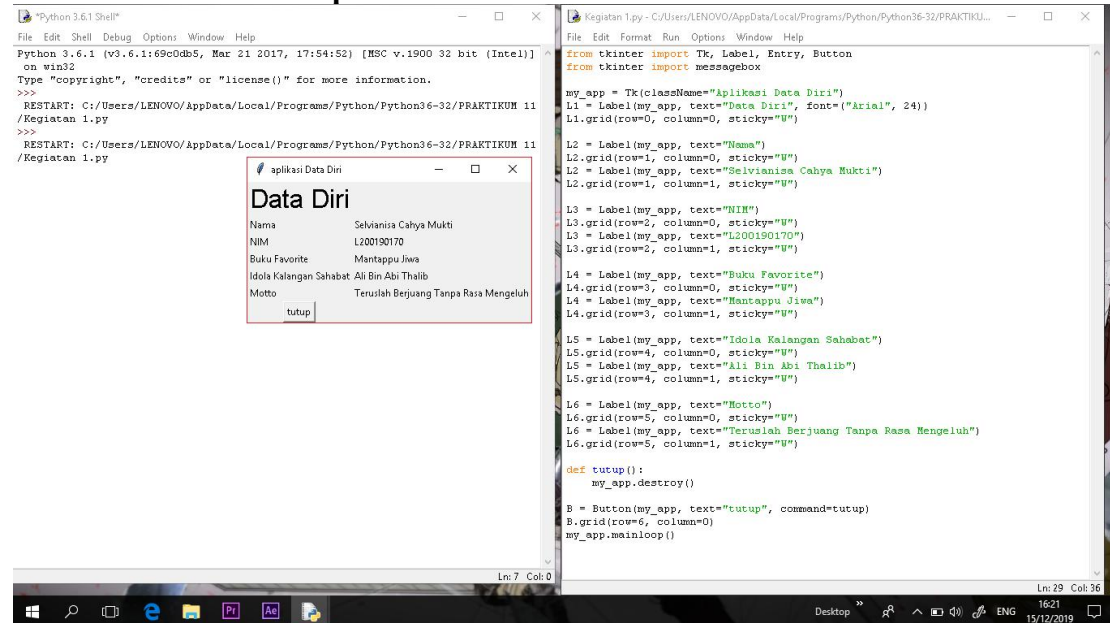 *Python 3.6.1 Shell*
File Edit Shell Debug Options Window Help
Python 3.6.1 (v3.6.1:69c0db5, Mar 21 2017, 17:54:52) [MSC v.1900 32 bit (Intel)]
on win32
Type "copyright", "credits" or "license()" for more information.
>>>
RESTART: C:/Users/LENOVO/AppData/Local/Programs/Python/Python36-32/PRAKTIKUM 11
/Kegiatan 1.py
>>>
RESTART: C:/Users/LENOVO/AppData/Local/Programs/Python/Python36-32/PRAKTIKUM 11
/Kegiatan 1.py
aplikasi Data Diri
Data Diri
Nama Selvianisa Cahya Mukti
NIM L200190170
Buku Favorite Mantappu Jiwa
Idola Kalangan Sahabat Ali Bin Abi Thalib
Motto Teruslah Berjuang Tanpa Rasa Mengeluh
tutup
Ln: 7 Col: 0
Kegiatan 1.py - C:/Users/LENOVO/AppData/Local/Programs/Python/Python36-32/PRAKTIKU...
File Edit Format Run Options Window Help
from tkinter import Tk, Label, Entry, Button
from tkinter import messagebox
my_app = Tk(className="Aplikasi Data Diri")
L1 = Label(my_app, text="Data Diri", font=("Arial", 24))
L1.grid(row=0, column=0, sticky="W")
L2 = Label(my_app, text="Nama")
L2.grid(row=1, column=0, sticky="W")
L2 = Label(my_app, text="Selvianisa Cahya Mukti")
L2.grid(row=1, column=1, sticky="W")
L3 = Label(my_app, text="NIM")
L3.grid(row=2, column=0, sticky="W")
L3 = Label(my_app, text="L200190170")
L3.grid(row=2, column=1, sticky="W")
L4 = Label(my_app, text="Buku Favorite")
L4.grid(row=3, column=0, sticky="W")
L4 = Label(my_app, text="Mantappu Jiwa")
L4.grid(row=3, column=1, sticky="W")
L5 = Label(my_app, text="Idola Kalangan Sahabat")
L5.grid(row=4, column=0, sticky="W")
L5 = Label(my_app, text="Ali Bin Abi Thalib")
L5.grid(row=4, column=1, sticky="W")
L6 = Label(my_app, text="Motto")
L6.grid(row=5, column=0, sticky="W")
L6 = Label(my_app, text="Teruslah Berjuang Tanpa Rasa Mengeluh")
L6.grid(row=5, column=1, sticky="W")
def tutup():
    my_app.destroy()
B = Button(my_app, text="tutup", command=tutup)
B.grid(row=6, column=0)
my_app.mainloop()
Ln: 29 Col: 36
Pr Ae Desktop ENG 16:21
15/12/2019